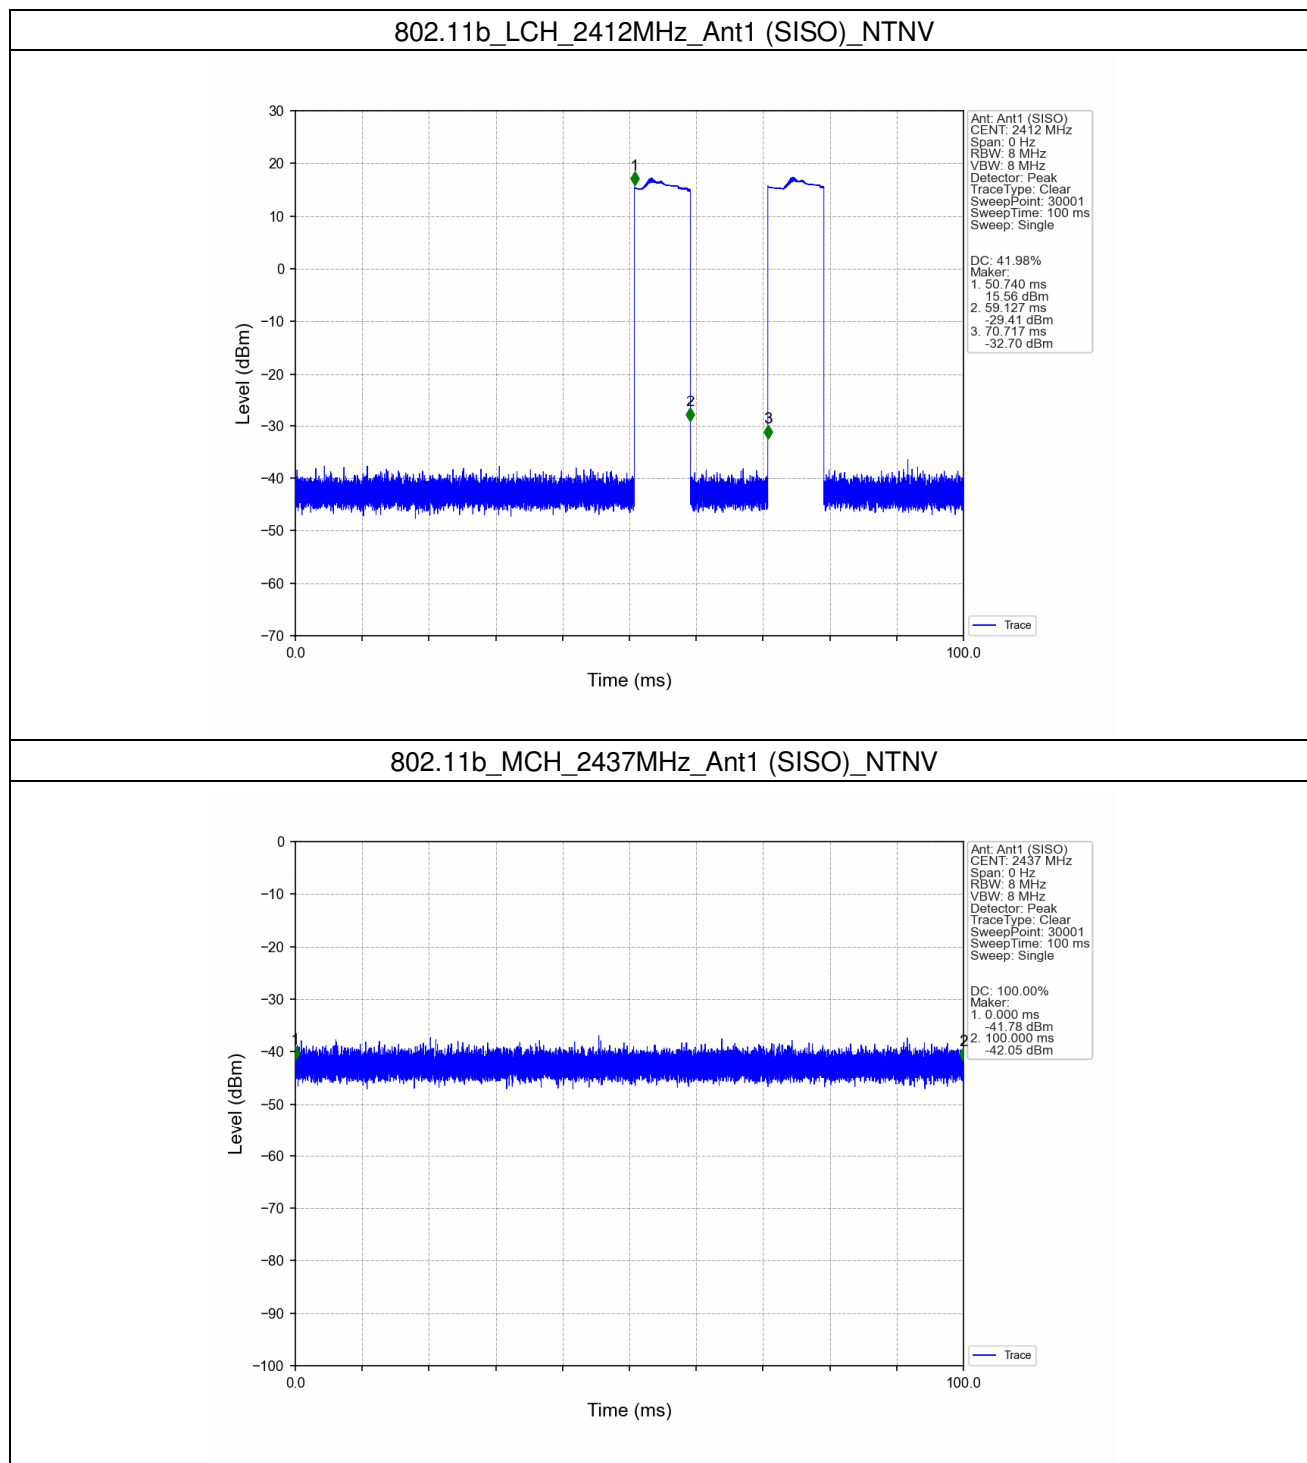 802.11b_LCH_2412MHz_Ant1 (SISO)_NTNV
30
20
10
0
−10
−20
−30
−40
−50
−60
−70
Level (dBm)
1
2
3
0.0
100.0
Time (ms)
Ant: Ant1 (SISO)
CENT: 2412 MHz
Span: 0 Hz
RBW: 8 MHz
VBW: 8 MHz
Detector: Peak
TraceType: Clear
SweepPoint: 30001
SweepTime: 100 ms
Sweep: Single
DC: 41.98%
Maker:
1. 50.740 ms
15.56 dBm
2. 59.127 ms
-29.41 dBm
3. 70.717 ms
-32.70 dBm
Trace
802.11b_MCH_2437MHz_Ant1 (SISO)_NTNV
0
−10
−20
−30
−40
−50
−60
−70
−80
−90
−100
Level (dBm)
1
2
0.0
100.0
Time (ms)
Ant: Ant1 (SISO)
CENT: 2437 MHz
Span: 0 Hz
RBW: 8 MHz
VBW: 8 MHz
Detector: Peak
TraceType: Clear
SweepPoint: 30001
SweepTime: 100 ms
Sweep: Single
DC: 100.00%
Maker:
1. 0.000 ms
-41.78 dBm
2. 100.000 ms
-42.05 dBm
Trace